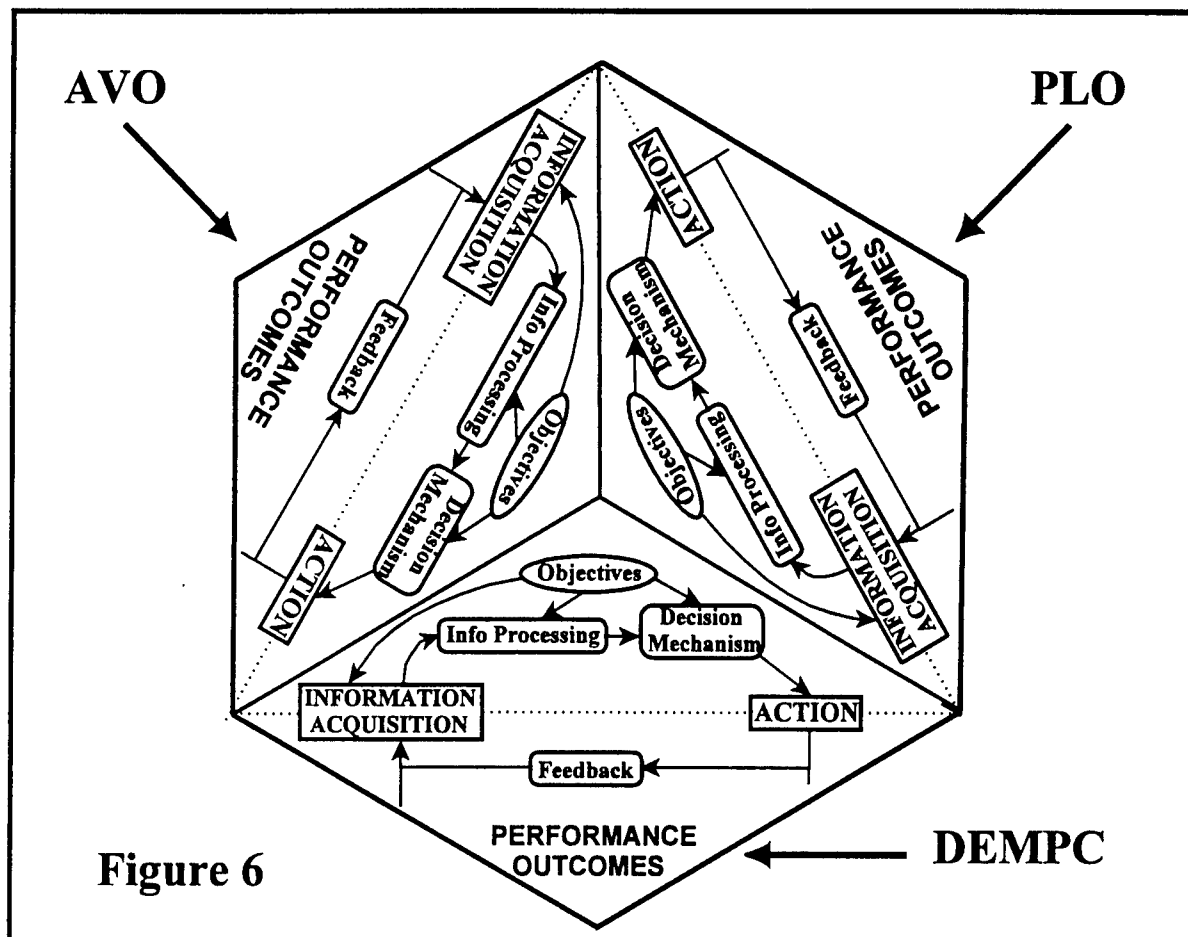 AVO
PLO
INFORMATION
ACQUISITION
PERFORMANCE
OUTCOMES
Feedback
Info Processing
Objectives
Decision
Mechanism
ACTION
ACTION
Decision
Mechanism
PERFORMANCE
OUTCOMES
Feedback
Objectives
Info Processing
INFORMATION
ACQUISITION
Objectives
Info Processing
Decision
Mechanism
INFORMATION
ACQUISITION
ACTION
Feedback
PERFORMANCE
OUTCOMES
DEMPC
Figure 6